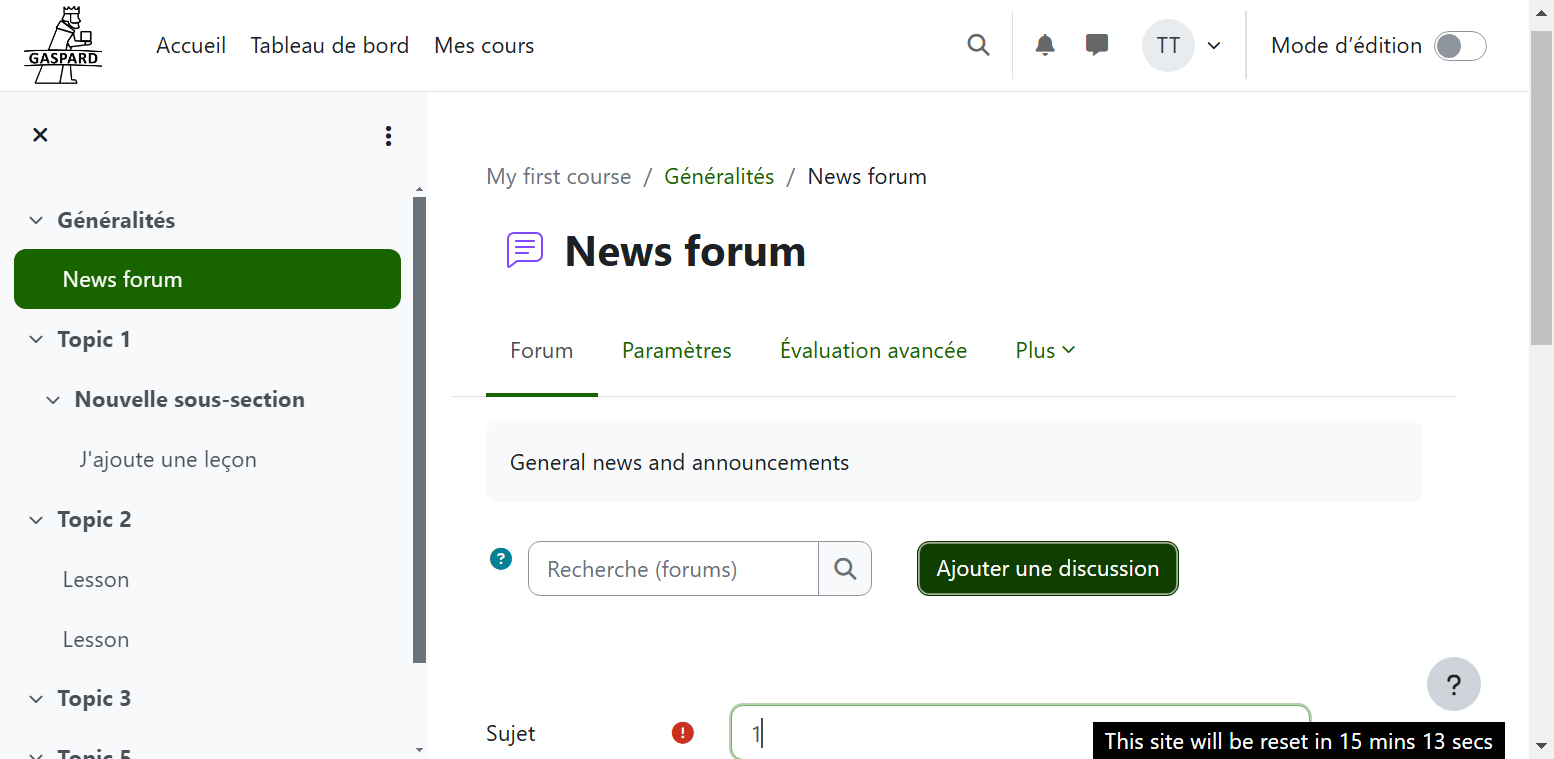 GASPARD
Accueil Tableau de bord Mes cours
TT
Mode d’édition
My first course / Généralités / News forum
News forum
Généralités
News forum
Topic 1
Nouvelle sous-section
J'ajoute une leçon
Topic 2
Lesson
Lesson
Topic 3
Topic 5
Forum Paramètres Évaluation avancée Plus
General news and announcements
? Recherche (forums) Ajouter une discussion
?
Sujet ! 1
This site will be reset in 15 mins 13 secs